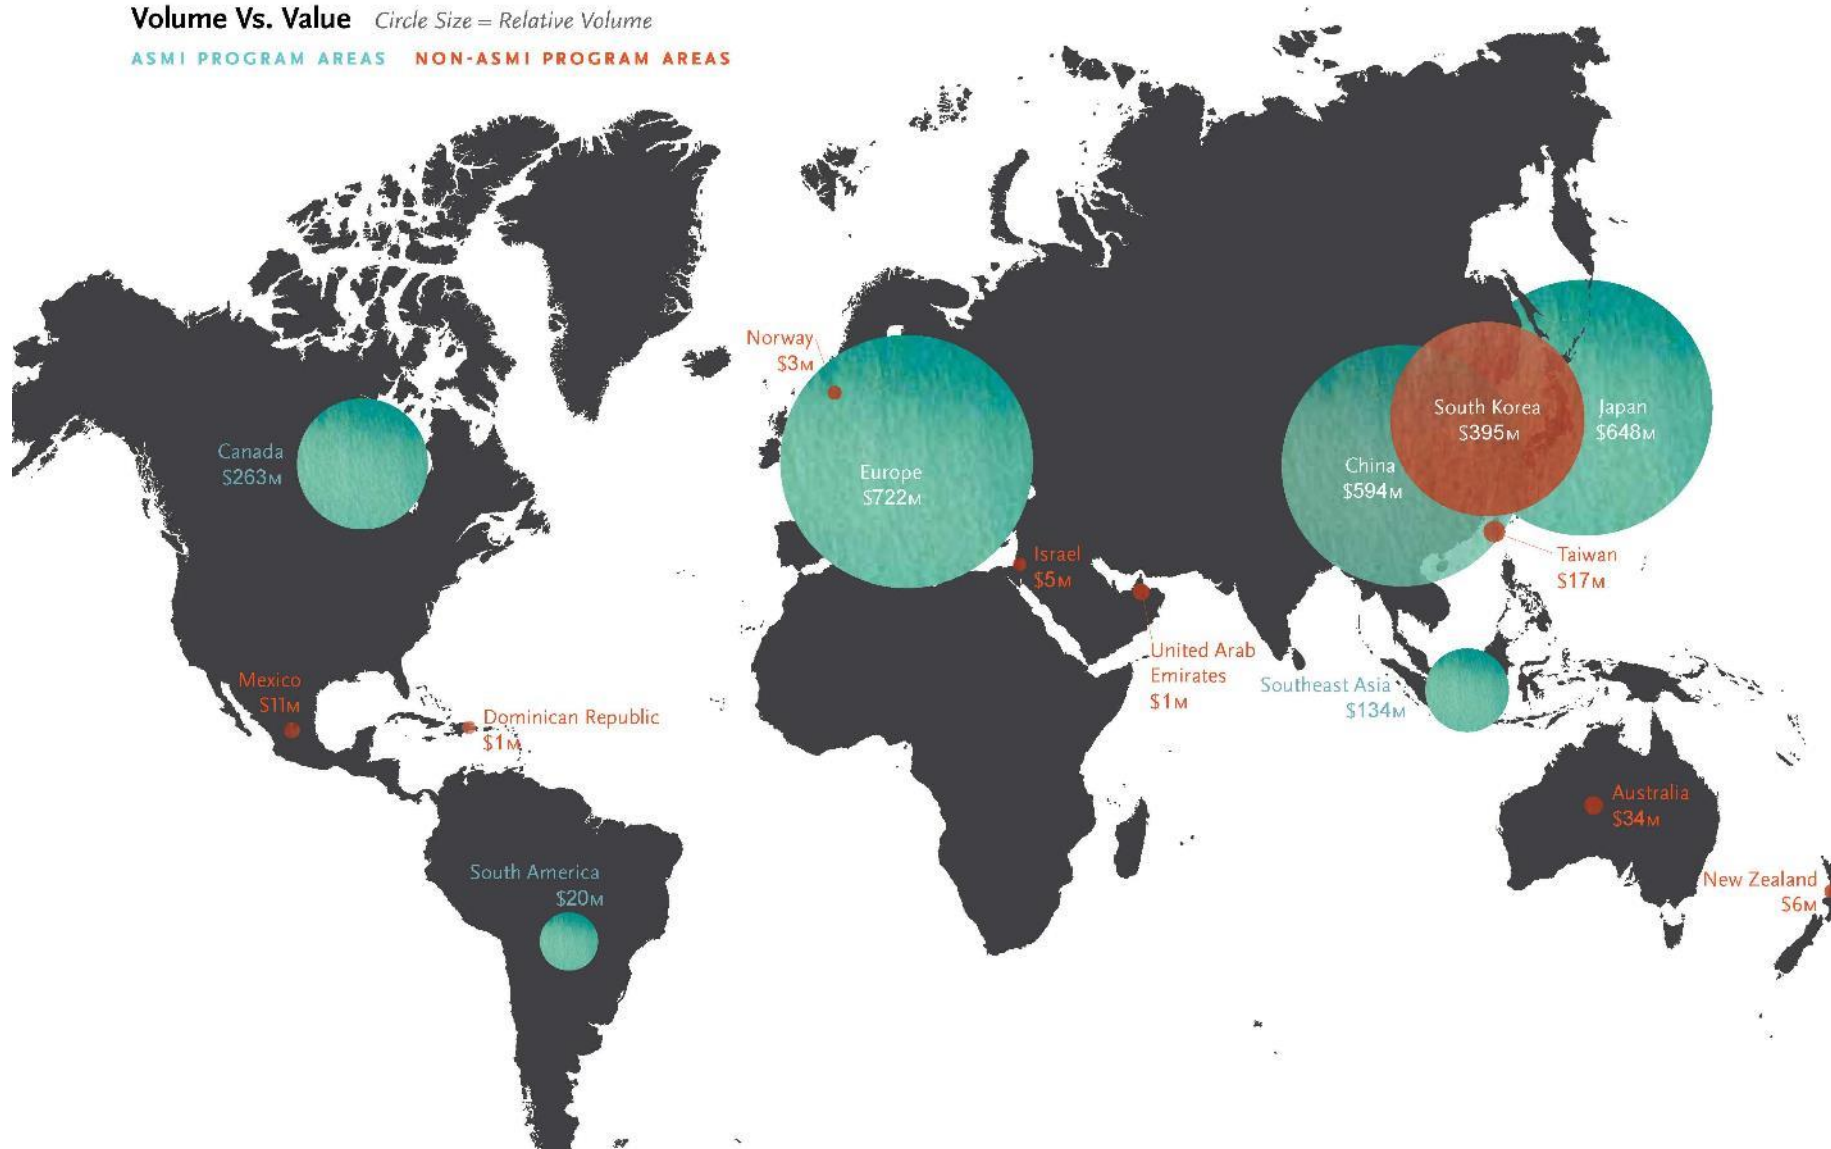 Volume Vs. Value Circle Size = Relative Volume
ASMI PROGRAM AREAS NON-ASMI PROGRAM AREAS
Norway
$3M
Canada
$263M
Europe
$722M
South Korea
$395M
Japan
$648M
China
$594M
Israel
$5M
Taiwan
$17M
United Arab
Emirates
$1M
Southeast Asia
$134M
Mexico
$11M
Dominican Republic
$1M
Australia
$34M
South America
$20M
New Zealand
$6M